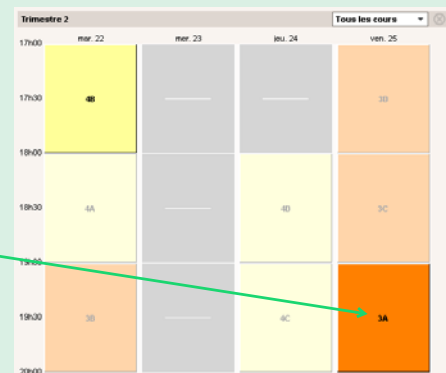 Trimestre 2 Tous les cours
mar. 22 mer. 23 jeu. 24 ven. 25
17h00
17h30 4B 3D
18h00
18h30 4A 4D 3C
19h00
19h30 3B 4C 3A
20h00